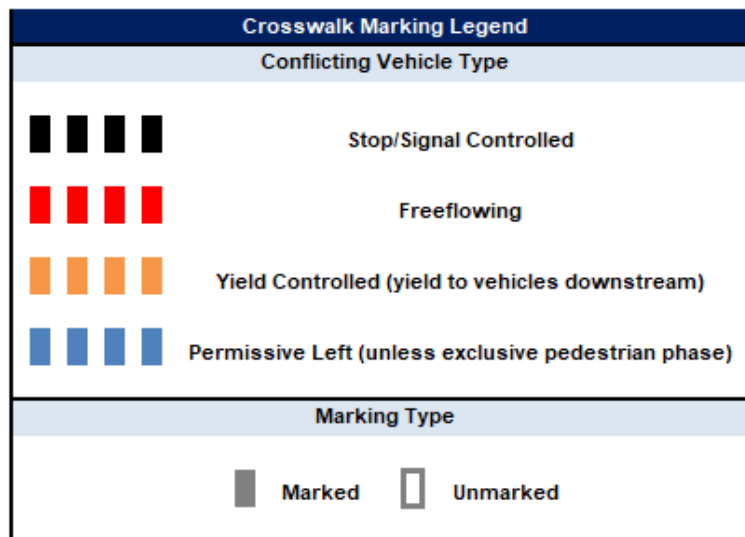 Crosswalk Marking Legend
Conflicting Vehicle Type
Stop/Signal Controlled
Freeflowing
Yield Controlled (yield to vehicles downstream)
Permissive Left (unless exclusive pedestrian phase)
Marking Type
Marked Unmarked